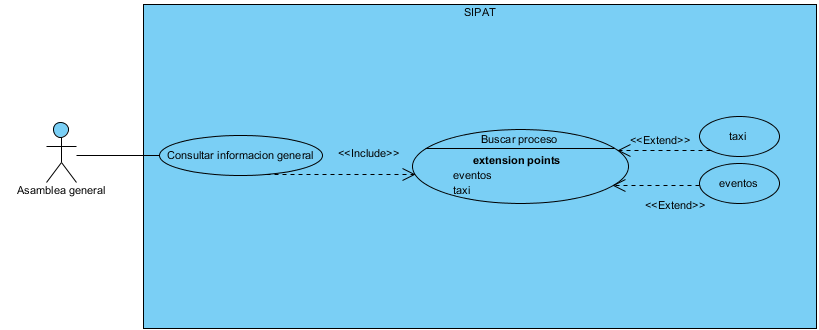 SIPAT
Asamblea general
Consultar informacion general
<<Include>>
Buscar proceso
extension points
eventos
taxi
<<Extend>>
taxi
eventos
<<Extend>>